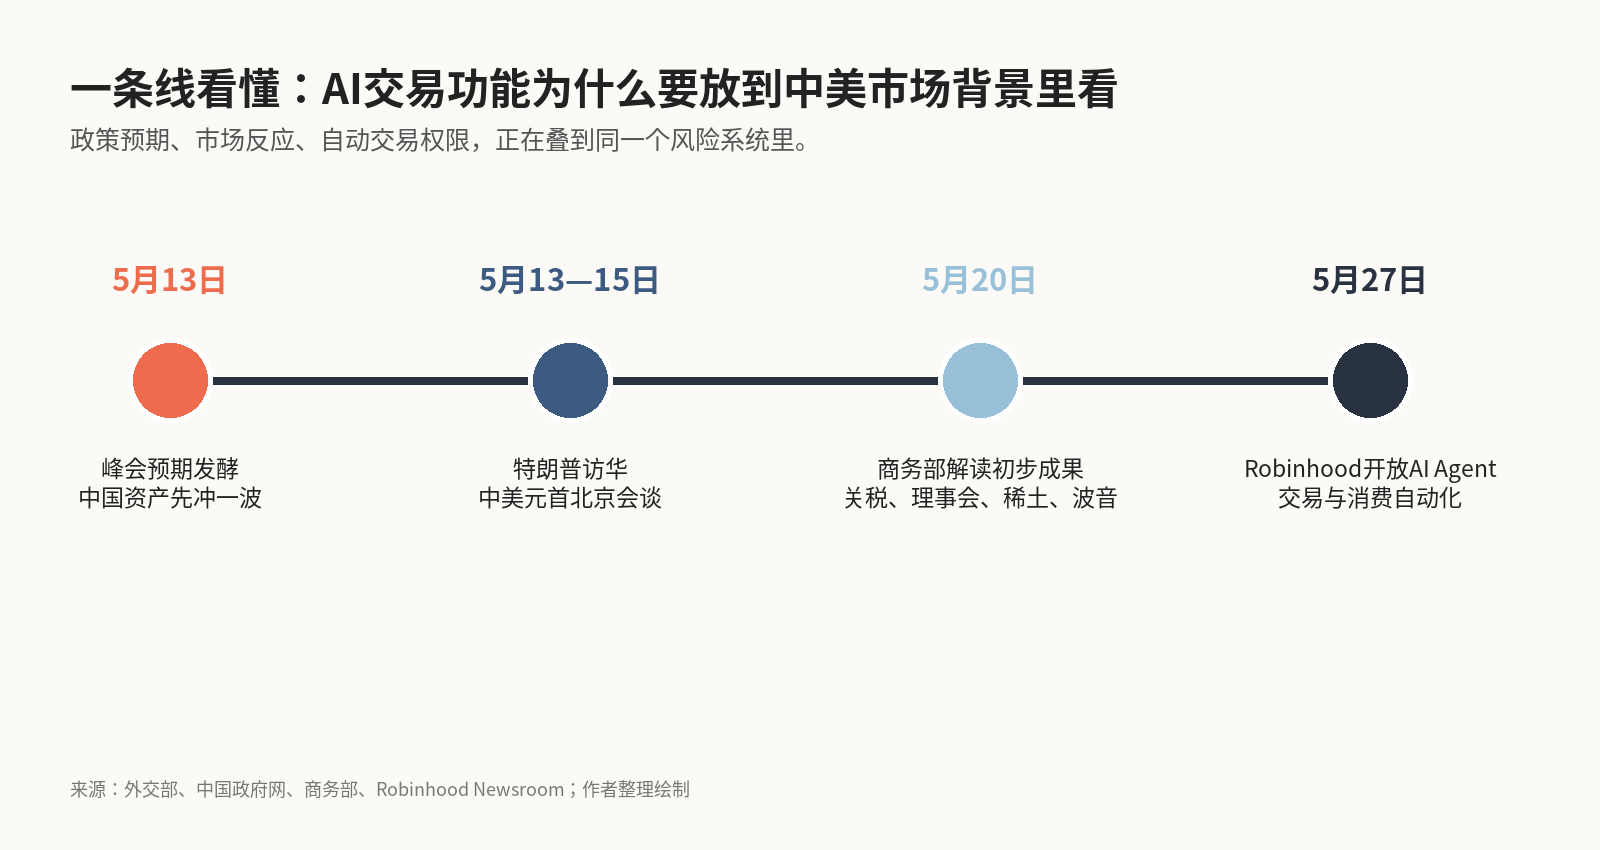 一条线看懂：AI交易功能为什么要放到中美市场背景里看
政策预期、市场反应、自动交易权限，正在叠到同一个风险系统里。
5月13日
5月13—15日
5月20日
5月27日
峰会预期发酵
中国资产先冲一波
特朗普访华
中美元首北京会谈
商务部解读初步成果
关税、理事会、稀土、波音
Robinhood开放AI Agent
交易与消费自动化
来源：外交部、中国政府网、商务部、Robinhood Newsroom；作者整理绘制